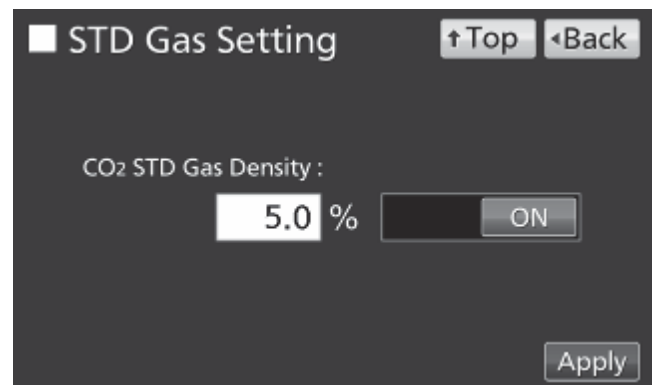 STD Gas Setting
↑Top
◂Back
CO2 STD Gas Density :
5.0 %
ON
Apply